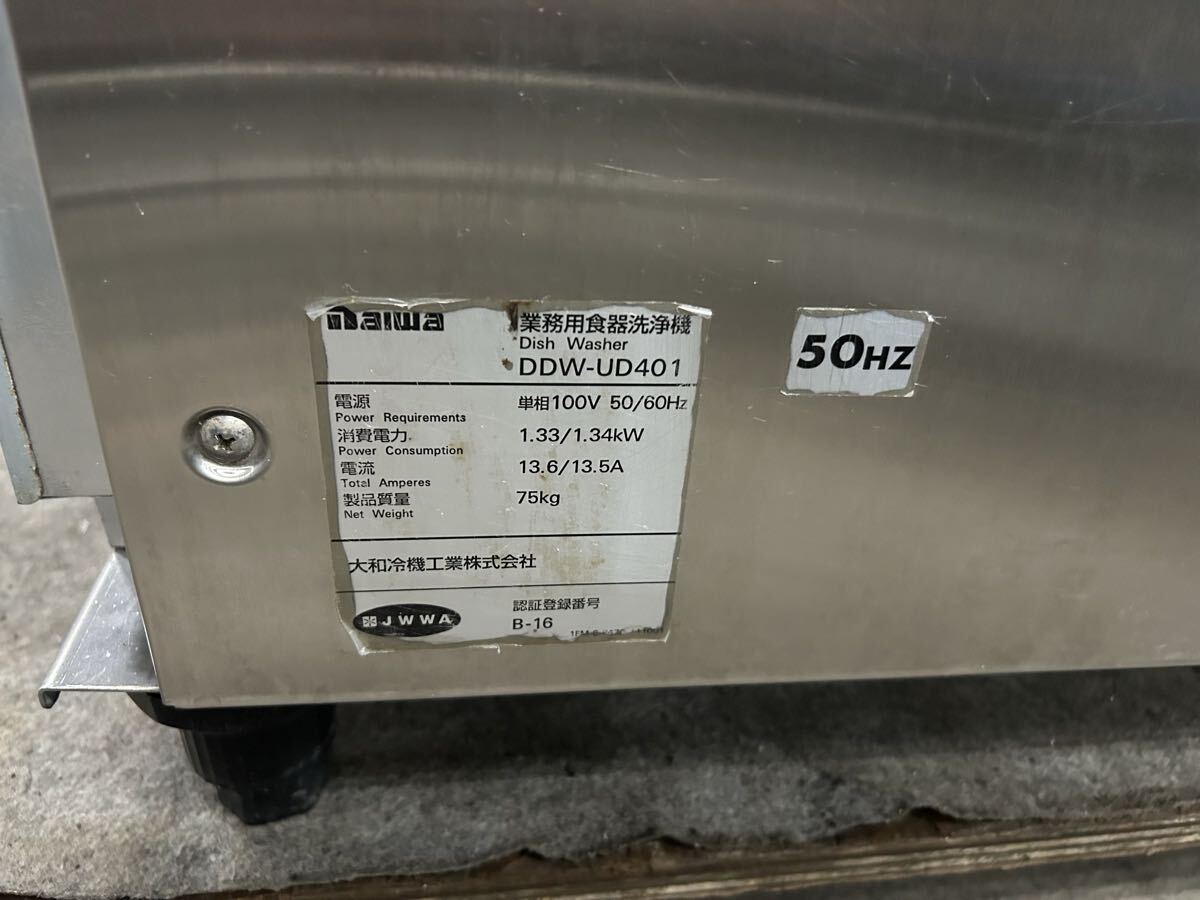 Daiwa
業務用食器洗浄機
Dish Washer
DDW-UD401
電源 単相100V 50/60Hz
Power Requirements
消費電力 1.33/1.34kW
Power Consumption
電流 13.6/13.5A
Total Amperes
製品質量 75kg
Net Weight
大和冷機工業株式会社
JWWA
認証登録番号
B-16
50HZ